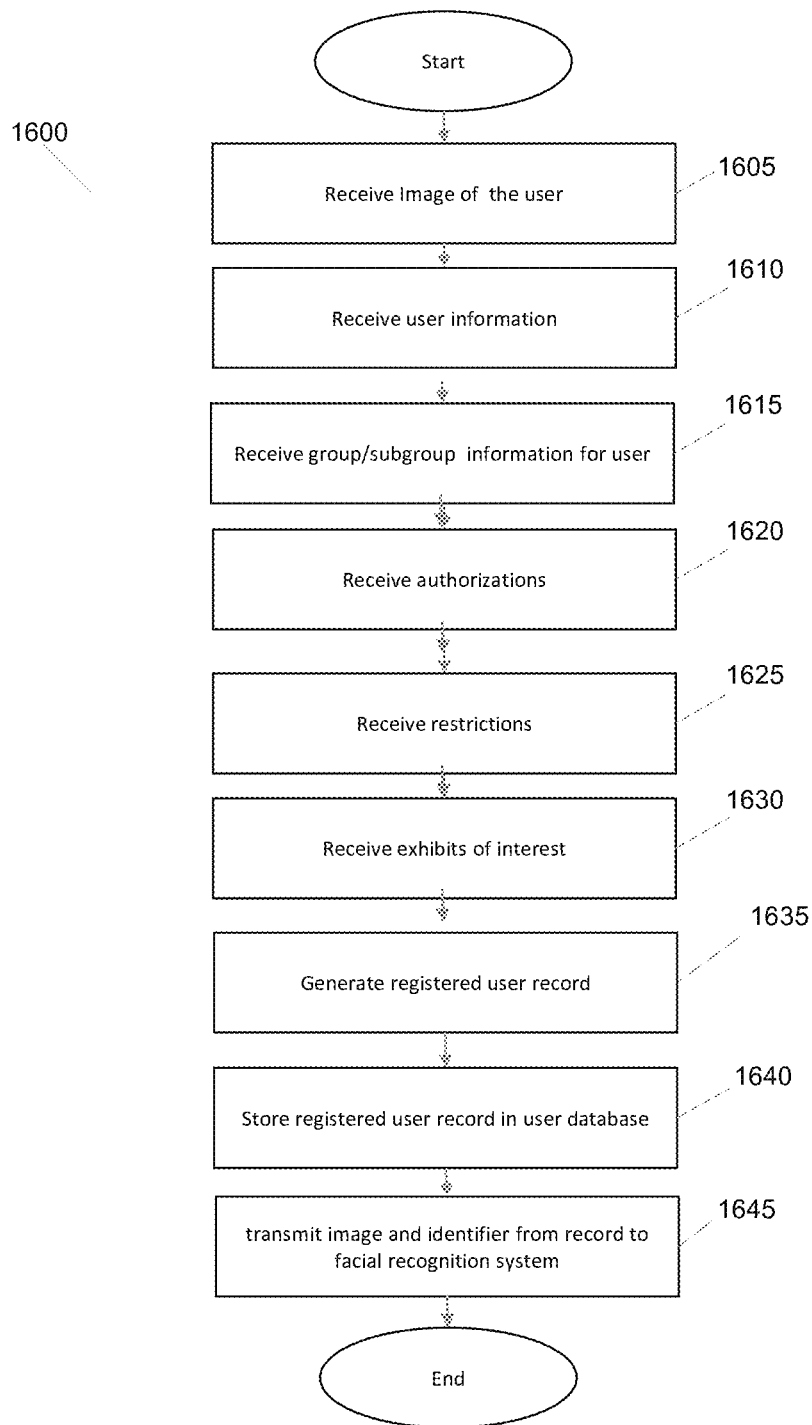 Start
1600
Receive Image of the user
1605
Receive user information
1610
Receive group/subgroup information for user
1615
Receive authorizations
1620
Receive restrictions
1625
Receive exhibits of interest
1630
Generate registered user record
1635
Store registered user record in user database
1640
transmit image and identifier from record to
facial recognition system
1645
End